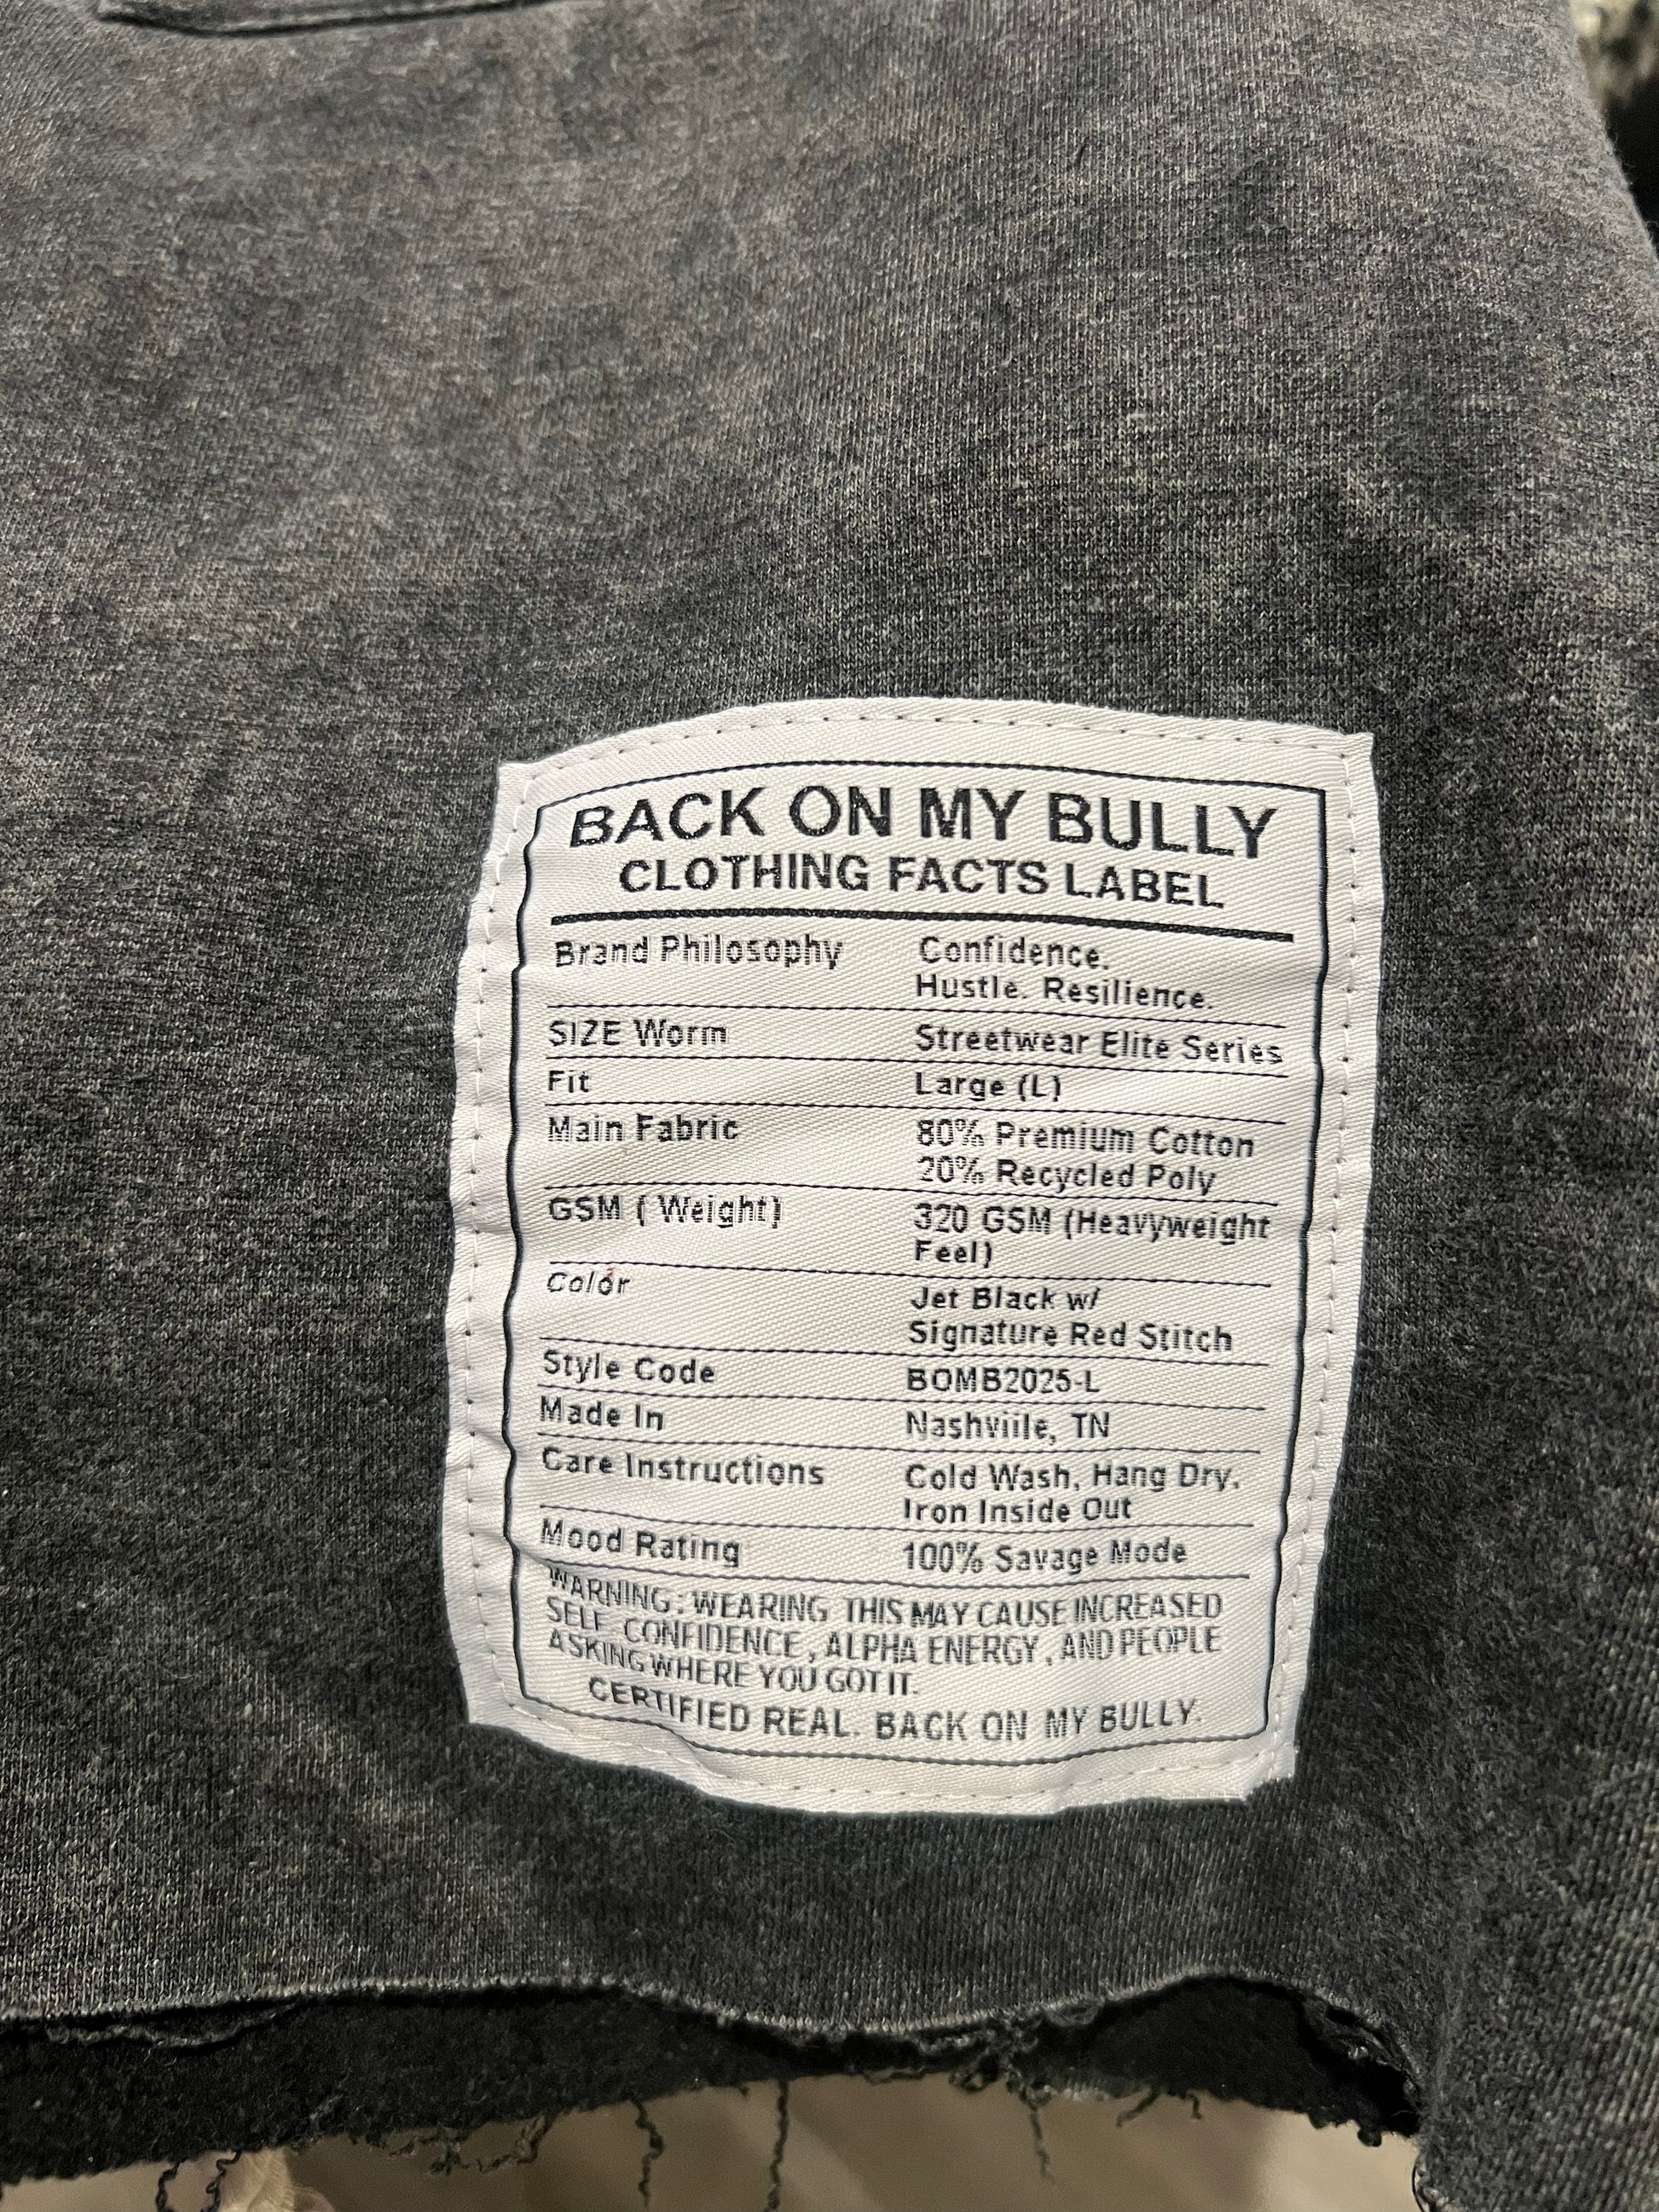 BACK ON MY BULLY
CLOTHING FACTS LABEL
Brand Philosophy Confidence.
Hustle. Resilience.
SIZE Worm Streetwear Elite Series
Fit Large (L)
Main Fabric 80% Premium Cotton
20% Recycled Poly
GSM ( Weight) 320 GSM (Heavyweight
Feel)
Color Jet Black w/
Signature Red Stitch
Style Code BOMB2025-L
Made In Nashviile, TN
Care Instructions Cold Wash, Hang Dry.
Iron Inside Out
Mood Rating 100% Savage Mode
WARNING: WEARING THIS MAY CAUSE INCREASED
SELF CONFIDENCE, ALPHA ENERGY, AND PEOPLE
ASKING WHERE YOU GOT IT.
CERTIFIED REAL. BACK ON MY BULLY.